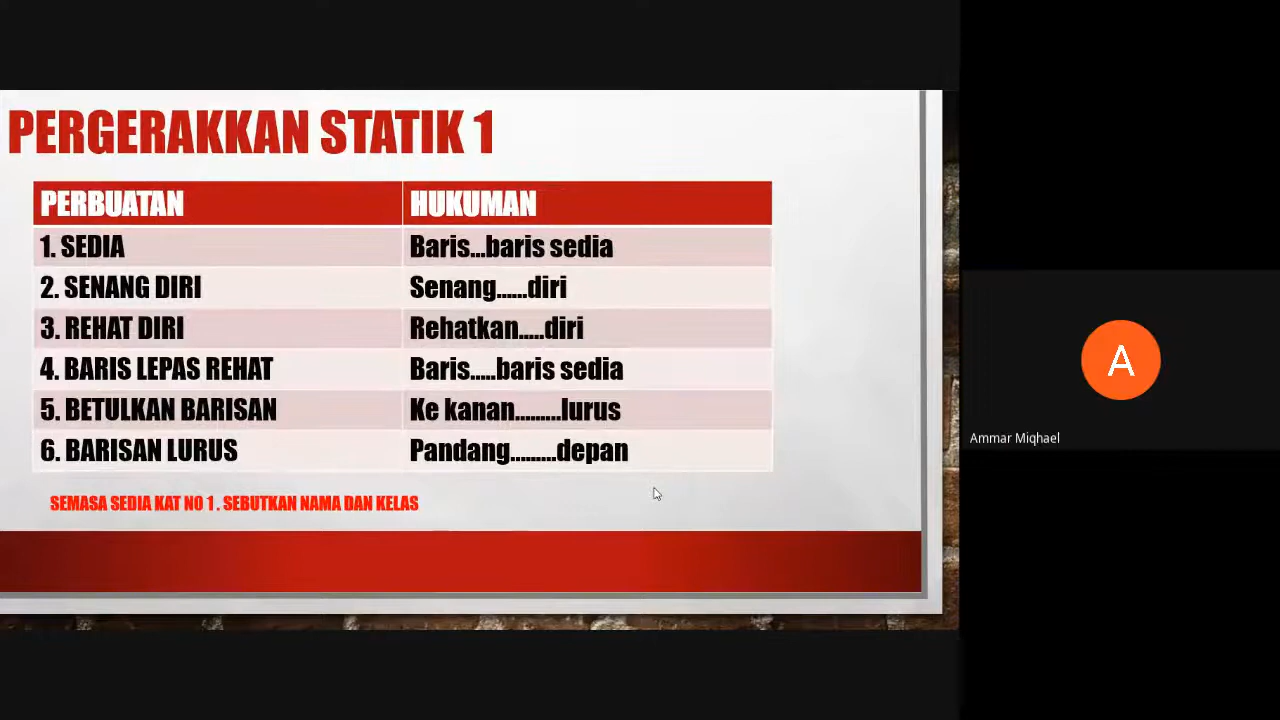 PERGERAKKAN STATIK 1
PERBUATAN HUKUMAN
1. SEDIA Baris...baris sedia
2. SENANG DIRI Senang......diri
3. REHAT DIRI Rehatkan.....diri
4. BARIS LEPAS REHAT Baris.....baris sedia
5. BETULKAN BARISAN Ke kanan.........lurus
6. BARISAN LURUS Pandang.........depan
SEMASA SEDIA KAT NO 1 . SEBUTKAN NAMA DAN KELAS
A
Ammar Miqhael